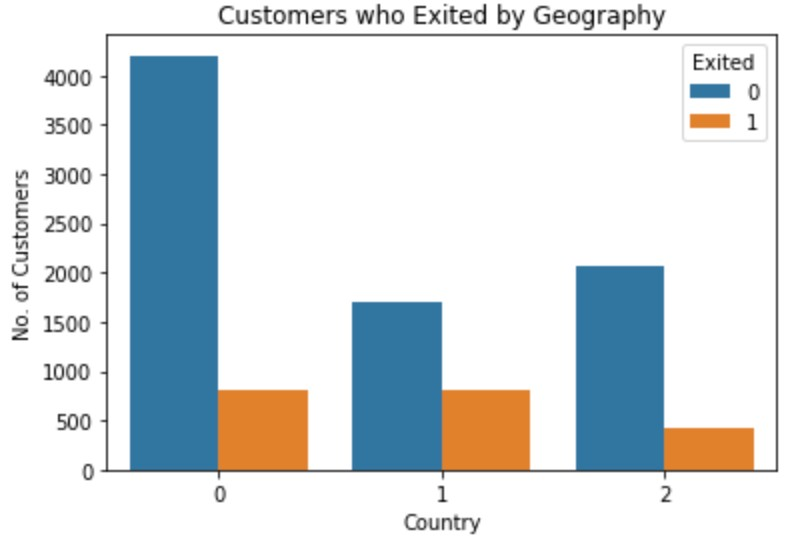 Customers who Exited by Geography
Exited
0
1
4000
3500
3000
2500
2000
1500
1000
500
0
No. of Customers
0 1 2
Country